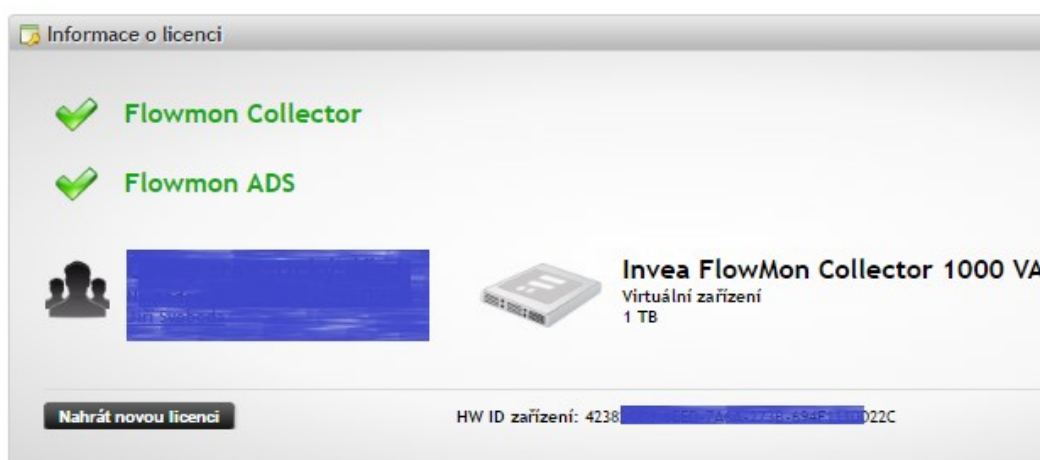 Informace o licenci
Flowmon Collector
Flowmon ADS
Invea FlowMon Collector 1000 VA
Virtuální zařízení
1 TB
Nahrát novou licenci
HW ID zařízení: 4238 D22C